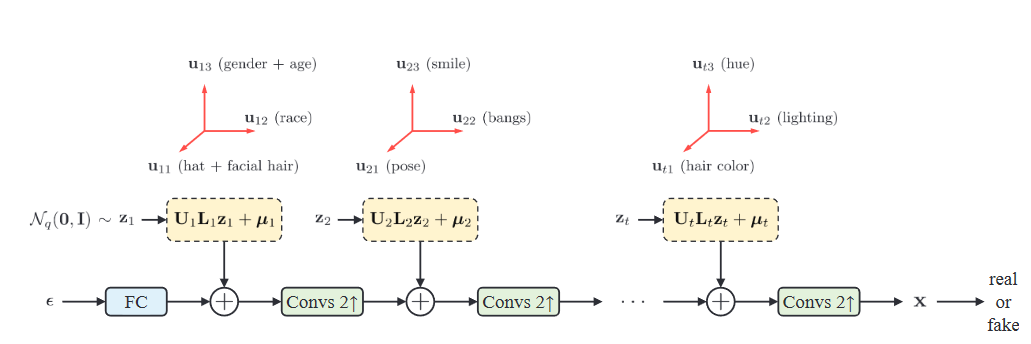 u₁₃ (gender + age)
u₂₃ (smile)
uₜ₃ (hue)
u₁₂ (race)
u₂₂ (bangs)
uₜ₂ (lighting)
u₁₁ (hat + facial hair)
u₂₁ (pose)
uₜ₁ (hair color)
𝒩_q(0, I) ∼ z₁
U₁L₁z₁ + μ₁
z₂
U₂L₂z₂ + μ₂
zₜ
UₜLₜzₜ + μₜ
ϵ
FC
+
Convs 2↑
+
Convs 2↑
···
+
Convs 2↑
x
real
or
fake